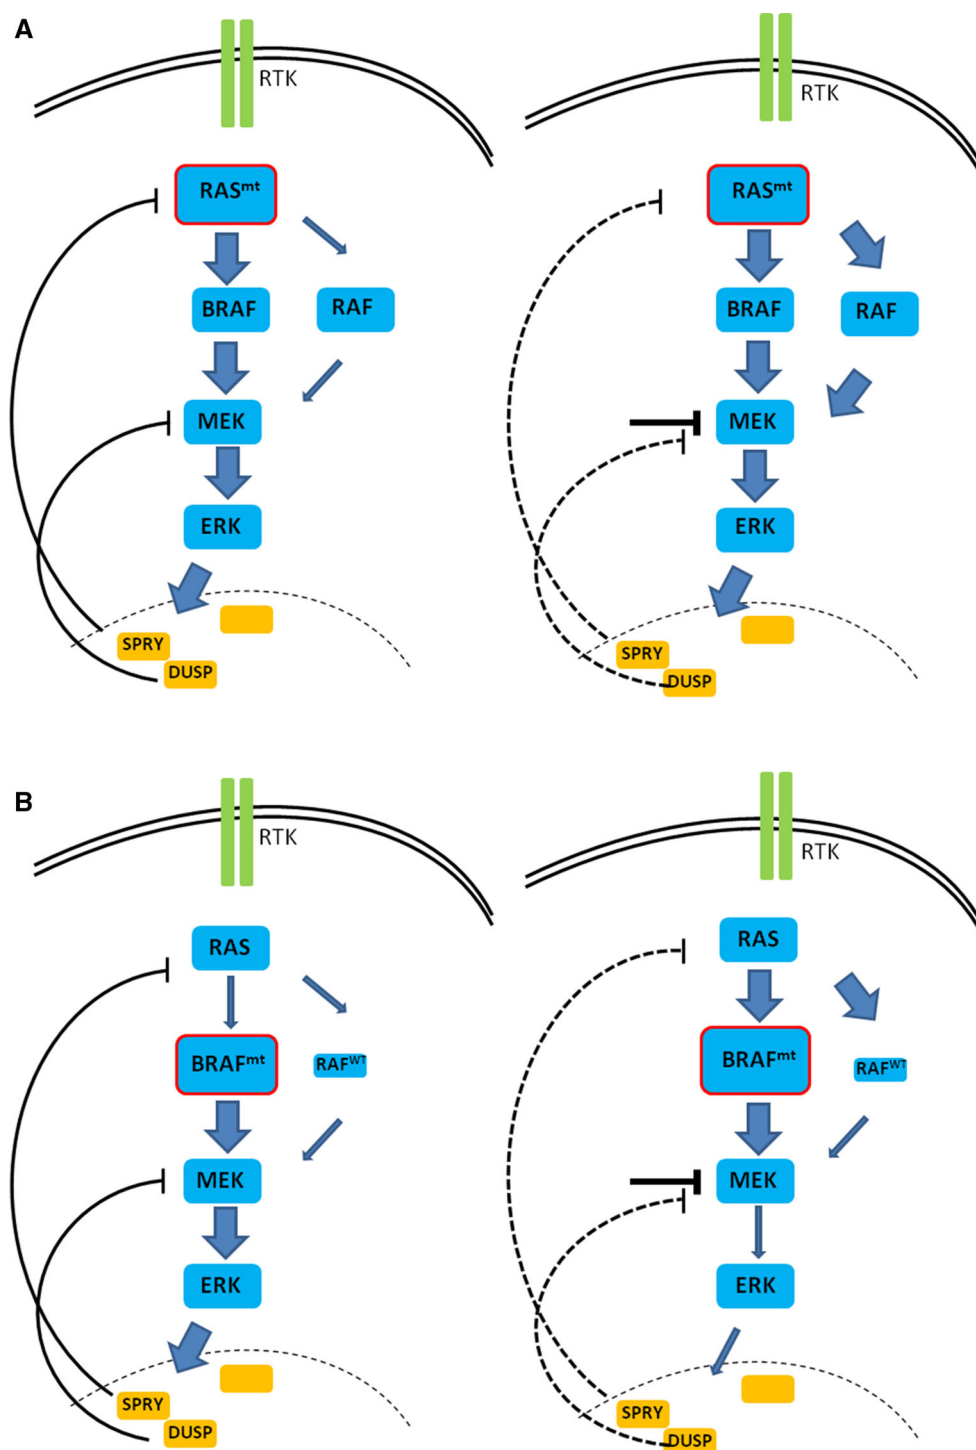 A
RTK
RASmt
BRAF
RAF
MEK
ERK
SPRY
DUSP
RTK
RASmt
BRAF
RAF
MEK
ERK
SPRY
DUSP
B
RTK
RAS
BRAFmt
RAFWT
MEK
ERK
SPRY
DUSP
RTK
RAS
BRAFmt
RAFWT
MEK
ERK
SPRY
DUSP